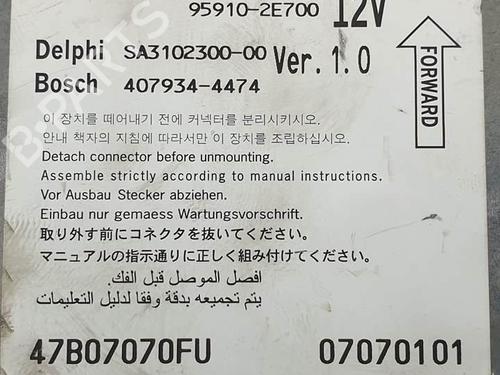 95910-2E700 12V
Delphi SA3102300-00 Ver. 1.0
Bosch 407934-4474
FORWARD
이 장치를 떼어내기 전에 커넥터를 분리시키시오.
안내 책자의 지침에 따라서만 이 장치를 조립하십시오.
Detach connector before unmounting.
Assemble strictly according to manual instructions.
Vor Ausbau Stecker abziehen.
Einbau nur gemaess Wartungsvorschrift.
取り外す前にコネクタを抜いてください。
マニュアルの指示通りに正しく組み付けてください。
افصل الموصل قبل الفك.
يتم تجميعه بدقة وفقا لدليل التعليمات
47B07070FU 07070101
B-PARTS